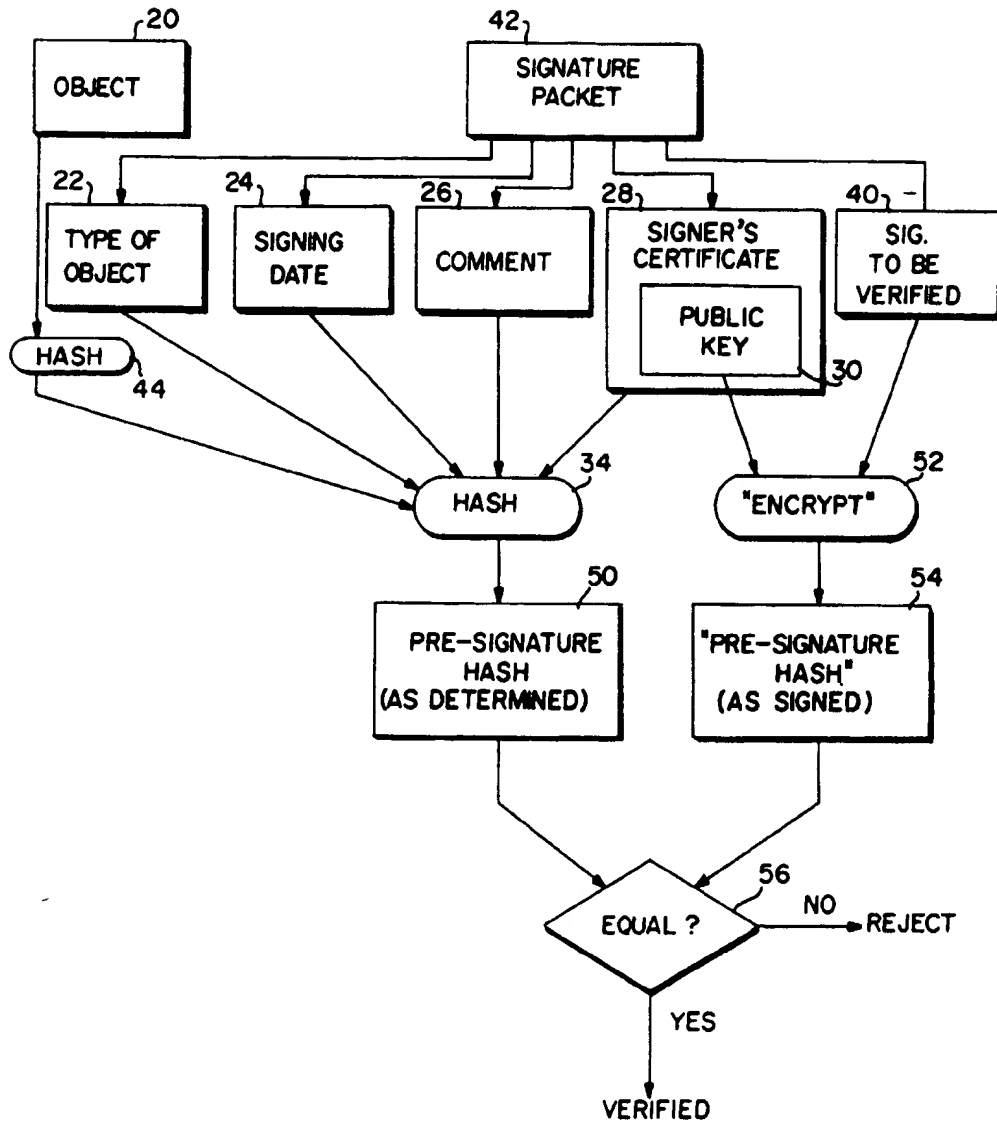 20
OBJECT
42
SIGNATURE
PACKET
22
TYPE OF
OBJECT
24
SIGNING
DATE
26
COMMENT
28
SIGNER'S
CERTIFICATE
PUBLIC
KEY
30
40
SIG.
TO BE
VERIFIED
HASH
44
HASH
34
"ENCRYPT"
52
50
PRE-SIGNATURE
HASH
(AS DETERMINED)
54
"PRE-SIGNATURE
HASH"
(AS SIGNED)
EQUAL ?
56
NO
REJECT
YES
VERIFIED